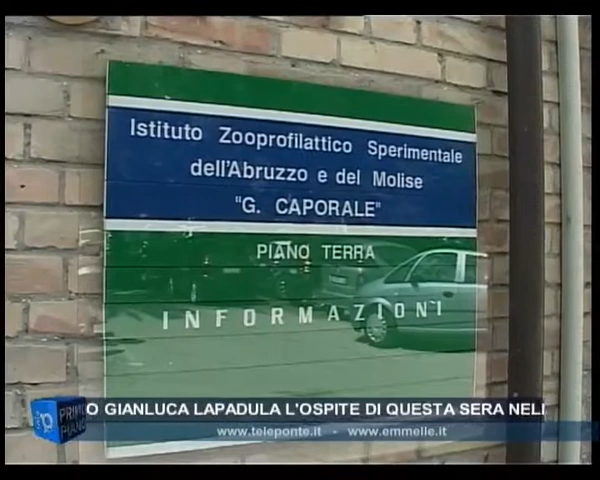 Istituto Zooprofilattico Sperimentale
dell'Abruzzo e del Molise
"G. CAPORALE"
PIANO TERRA
INFORMAZIONI
PRIMO PIANO
O GIANLUCA LAPADULA L'OSPITE DI QUESTA SERA NELL
www.teleponte.it - www.emmelle.it